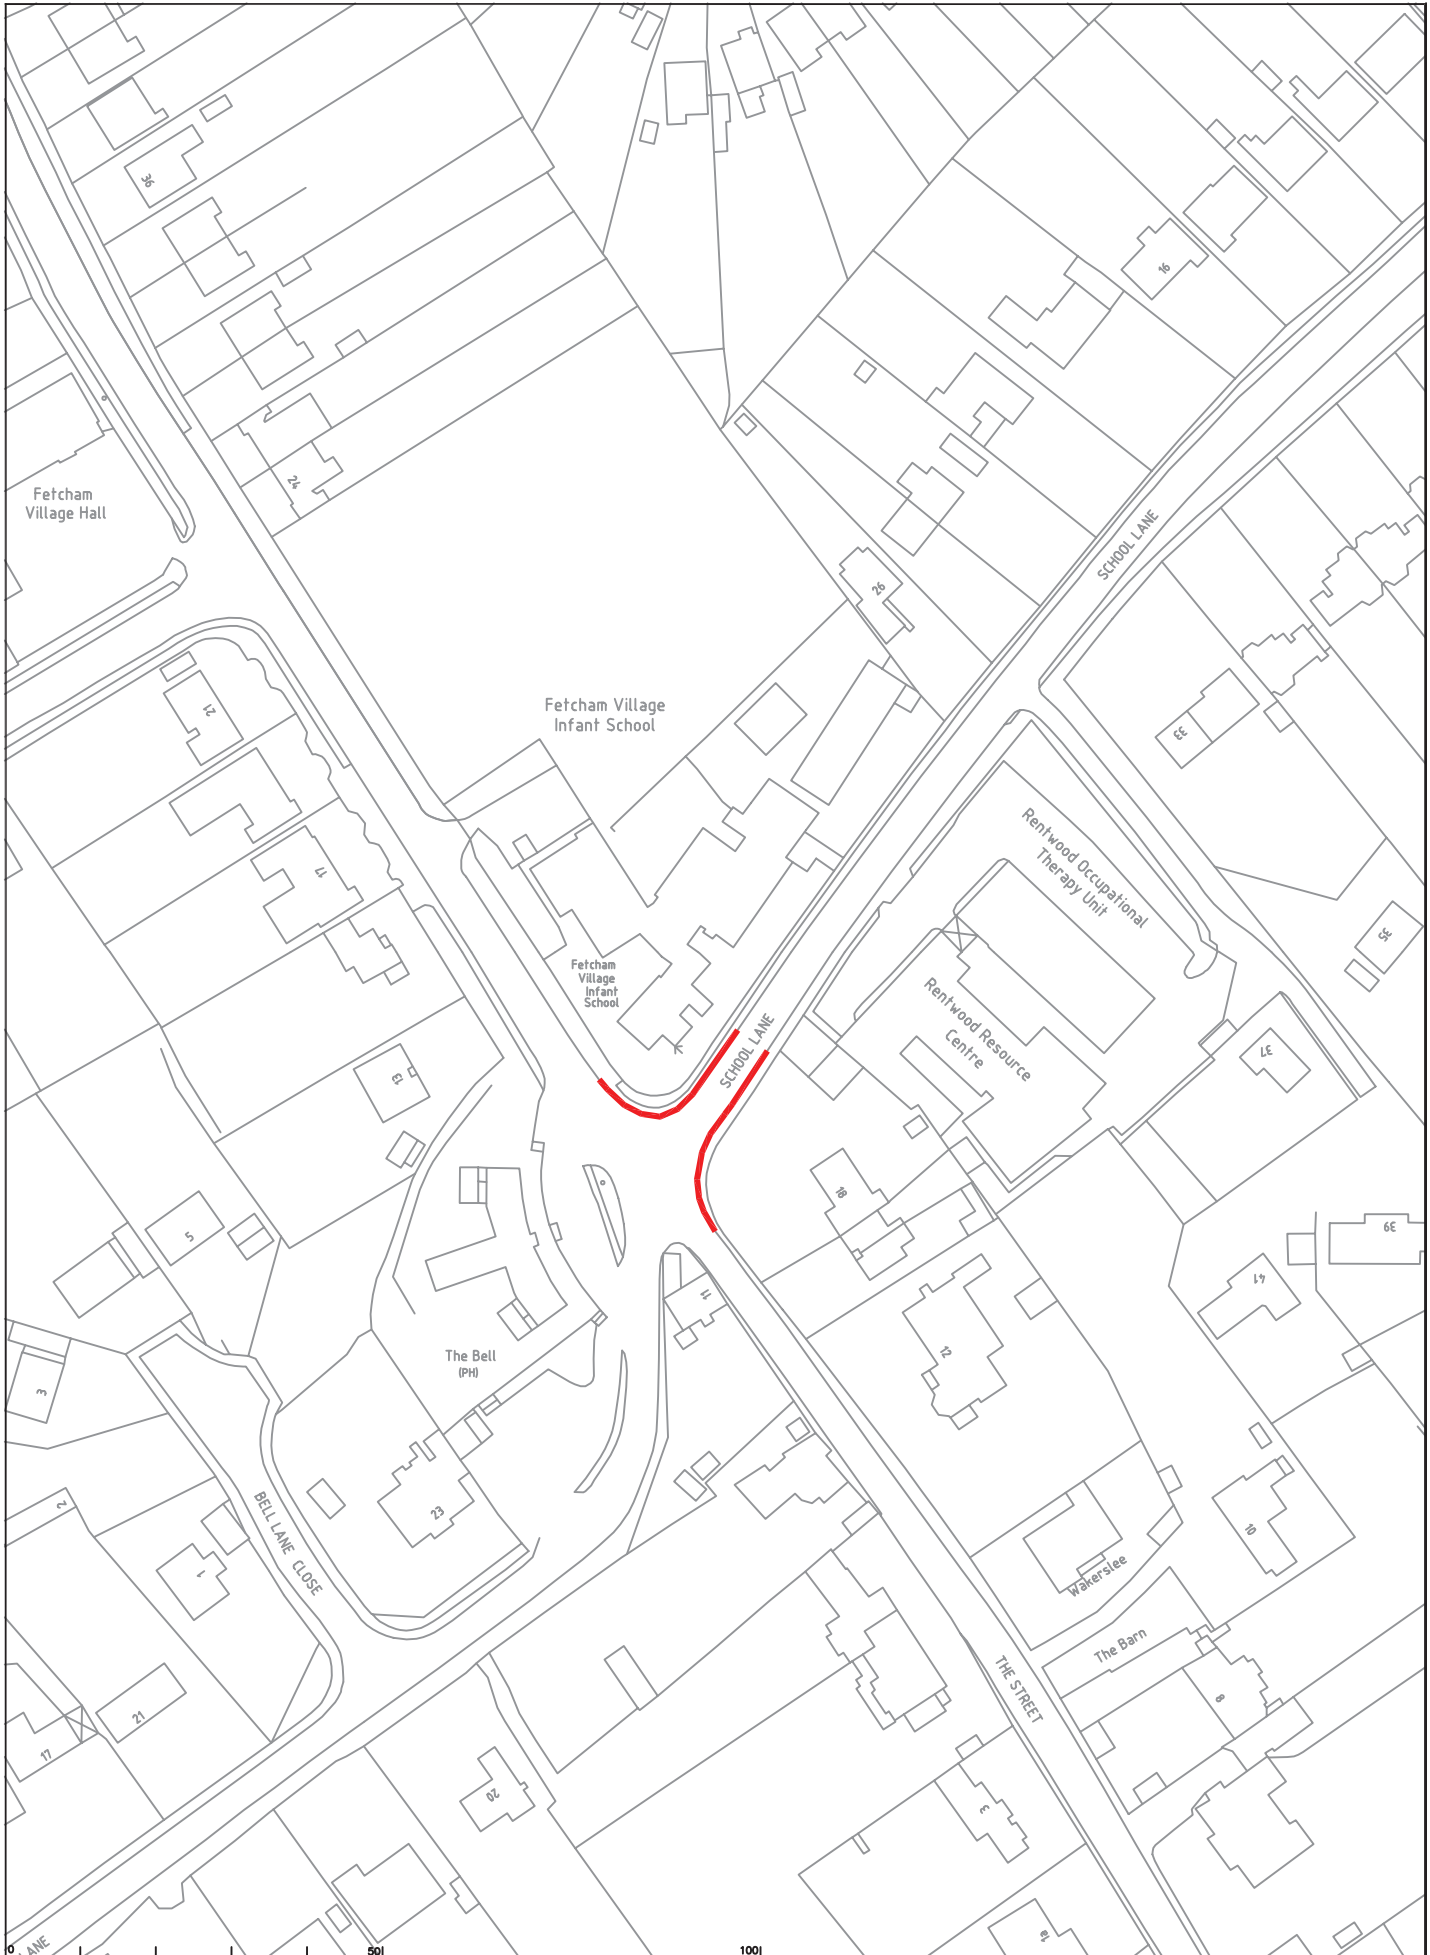 36
16
24
Fetcham
Village Hall
SCHOOL LANE
26
Fetcham Village
Infant School
21
33
17
Rentwood Occupational
Therapy Unit
35
Fetcham
Village
Infant
School
Rentwood Resource
Centre
SCHOOL LANE
37
13
18
5
39
41
11
12
The Bell
(PH)
3
2
23
10
BELL LANE CLOSE
1
Wakerslee
The Barn
THE STREET
8
21
17
20
3
19
LANE
0
50
100